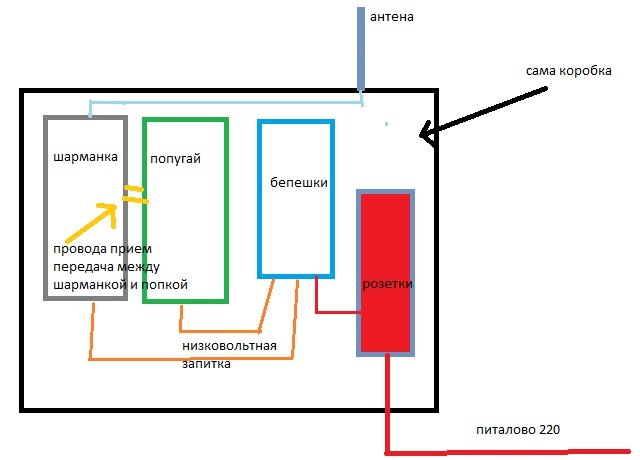 антена
сама коробка
шарманка
попугай
бепешки
провода прием
передача между
шарманкой и попкой
розетки
низковольтная
запитка
питалово 220